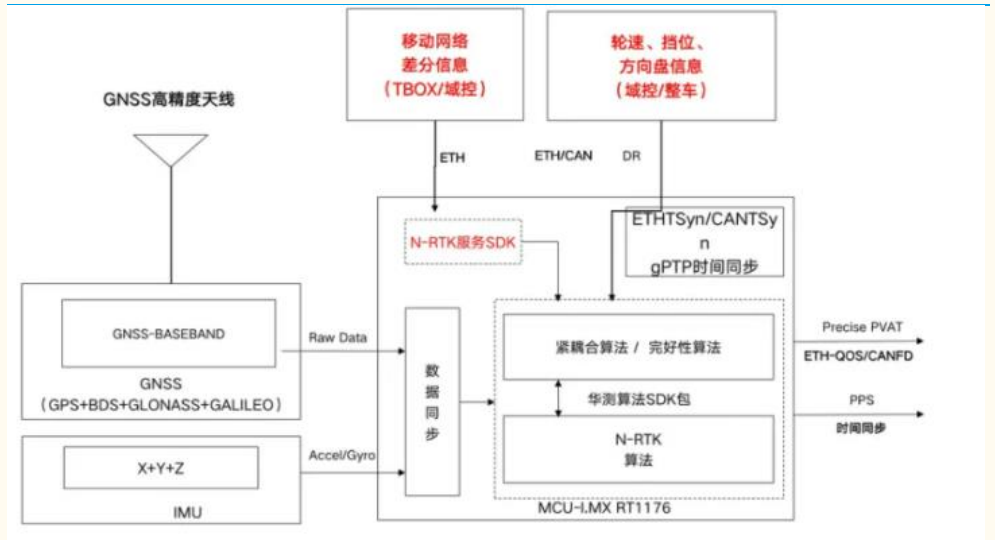 移动网络
差分信息
（TBOX/域控）
轮速、挡位、
方向盘信息
（域控/整车）
GNSS高精度天线
ETH
ETH/CAN
DR
ETHTSyn/CANTSy
n
gPTP时间同步
N-RTK服务SDK
GNSS-BASEBAND
GNSS
（GPS+BDS+GLONASS+GALILEO）
Raw Data
数
据
同
步
紧耦合算法 / 完好性算法
华测算法SDK包
N-RTK
算法
Precise PVAT
ETH-QOS/CANFD
PPS
时间同步
X+Y+Z
IMU
Accel/Gyro
MCU-I.MX RT1176